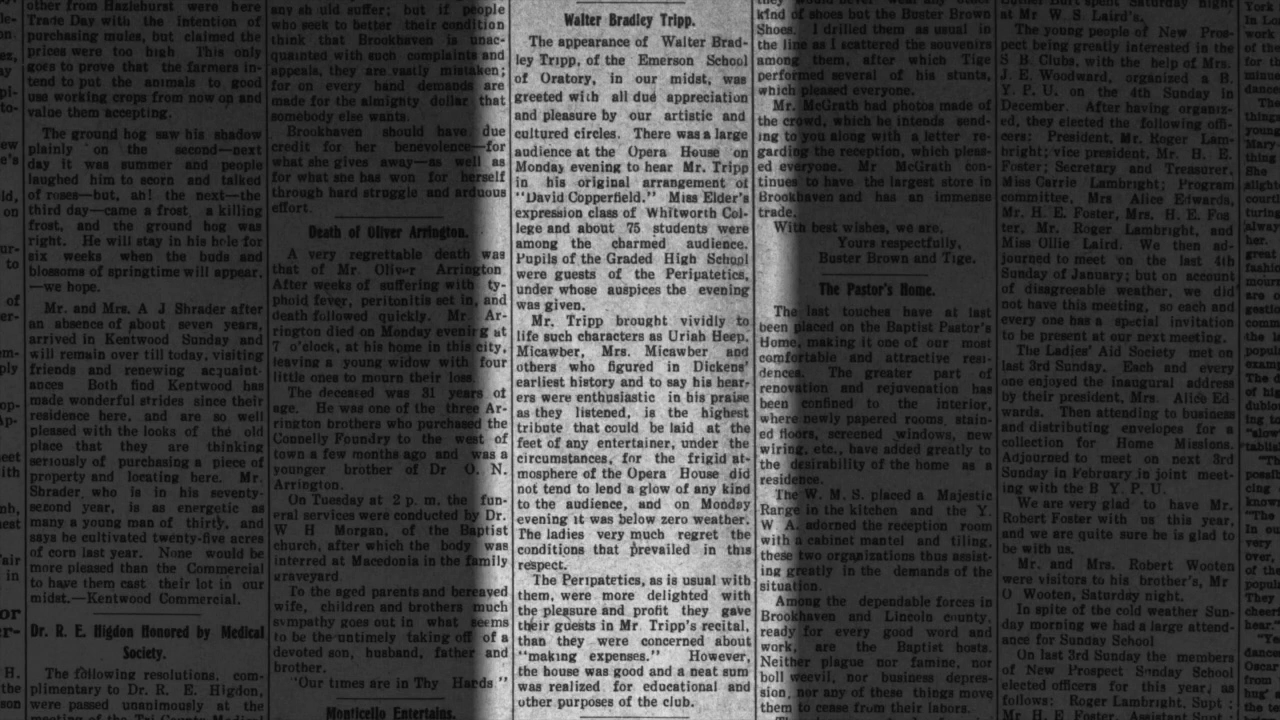 other from Hazlehurst were here
Trade Day with the intention of
purchasing mules, but claimed the
prices were too high This only
goes to prove that the farmers in-
tend to put the animals to good
use working crops from now on and
value them accepting.
The ground hog saw his shadow
plainly on the second—next
day it was summer and people
laughed him to scorn and talked
of roses—but, ah! the next—the
third day—came a frost, a killing
frost, and the ground hog was
right. He will stay in his hole for
six weeks when the buds and
blossoms of springtime will appear,
—we hope.
Mr. and Mrs. A J Shrader after
an absence of about seven years,
arrived in Kentwood Sunday and
will remain over till today, visiting
friends and renewing acquaint-
ances Both find Kentwood has
made wonderful strides since their
residence here, and are so well
pleased with the looks of the old
place that they are thinking
seriously of purchasing a piece of
property and locating here. Mr.
Shrader who is in his seventy-
second year, is as energetic as
many a young man of thirty, and
says he cultivated twenty-five acres
of corn last year. None would be
more pleased than the Commercial
to have them cast their lot in our
midst.—Kentwood Commercial.
Dr. R. E. Higdon Honored by Medical
Society.
The following resolutions, com-
plimentary to Dr. R. E. Higdon,
were passed unanimously at the
any should suffer; but if people
who seek to better their condition
think that Brookhaven is unac-
quainted with such complaints and
appeals, they are vastly mistaken;
for on every hand demands are
made for the almighty dollar that
somebody else wants.
Brookhaven should have due
credit for her benevolence—for
what she gives away—as well as
for what she has won for herself
through hard struggle and arduous
effort.
Death of Oliver Arrington.
A very regrettable death was
that of Mr. Oliver Arrington
After weeks of suffering with ty-
phoid fever, peritonitis set in, and
death followed quickly. Mr. Ar-
rington died on Monday evening at
7 o'clock, at his home in this city,
leaving a young widow with four
little ones to mourn their loss.
The deceased was 31 years of
age. He was one of the three Ar-
rington brothers who purchased the
Connelly Foundry to the west of
town a few months ago and was a
younger brother of Dr O. N.
Arrington.
On Tuesday at 2 p. m. the fun-
eral services were conducted by Dr.
W H Morgan, of the Baptist
church, after which the body was
interred at Macedonia in the family
graveyard
To the aged parents and bereaved
wife, children and brothers much
sympathy goes out in what seems
to be the untimely taking off of a
devoted son, husband, father and
brother.
'Our times are in Thy Hands "
Monticello Entertains.
Walter Bradley Tripp.
The appearance of Walter Brad-
ley Tripp, of the Emerson School
of Oratory, in our midst, was
greeted with all due appreciation
and pleasure by our artistic and
cultured circles. There was a large
audience at the Opera House on
Monday evening to hear Mr. Tripp
in his original arrangement of
"David Copperfield." Miss Elder's
expression class of Whitworth Col-
lege and about 75 students were
among the charmed audience.
Pupils of the Graded High School
were guests of the Peripatetics,
under whose auspices the evening
was given.
Mr. Tripp brought vividly to
life such characters as Uriah Heep,
Micawber, Mrs. Micawber and
others who figured in Dickens'
earliest history and to say his hear-
ers were enthusiastic in his praise
as they listened, is the highest
tribute that could be laid at the
feet of any entertainer, under the
circumstances, for the frigid at-
mosphere of the Opera House did
not tend to lend a glow of any kind
to the audience, and on Monday
evening it was below zero weather.
The ladies very much regret the
conditions that prevailed in this
respect.
The Peripatetics, as is usual with
them, were more delighted with
the pleasure and profit they gave
their guests in Mr. Tripp's recital,
than they were concerned about
"making expenses." However,
the house was good and a neat sum
was realized for educational and
other purposes of the club.
kind of shoes but the Buster Brown
Shoes. I drilled them as usual in
the line as I scattered the souvenirs
among them, after which Tige
performed several of his stunts,
which pleased everyone.
Mr. McGrath had photos made of
the crowd, which he intends send-
ing to you along with a letter re-
garding the reception, which pleas-
ed everyone. Mr McGrath con-
tinues to have the largest store in
Brookhaven and has an immense
trade.
With best wishes, we are,
Yours respectfully,
Buster Brown and Tige.
The Pastor's Home.
The last touches have at last
been placed on the Baptist Pastor's
Home, making it one of our most
comfortable and attractive resi-
dences. The greater part of
renovation and rejuvenation has
been confined to the interior,
where newly papered rooms, stain-
ed floors, screened windows, new
wiring, etc., have added greatly to
the desirability of the home as a
residence.
The W. M. S. placed a Majestic
Range in the kitchen and the Y.
W. A. adorned the reception room
with a cabinet mantel and tiling,
these two organizations thus assist-
ing greatly in the demands of the
situation.
Among the dependable forces in
Brookhaven and Lincoln county,
ready for every good word and
work, are the Baptist hosts.
Neither plague nor famine, nor
boll weevil, nor business depres-
sion, nor any of these things move
them to cease from their labors.
at Mr W. S. Laird's.
The young people of New Pros-
pect being greatly interested in the
S B Clubs, with the help of Mrs.
J. E. Woodward, organized a B.
Y. P. U. on the 4th Sunday in
December. After having organiz-
ed, they elected the following offi-
cers: President, Mr. Roger Lam-
bright; vice president, Mr. H. E.
Foster; Secretary and Treasurer,
Miss Carrie Lambright; Program
committee, Mrs Alice Edwards,
Mr. H. E. Foster, Mrs. H. E. Fos
ter, Mr. Roger Lambright, and
Miss Ollie Laird. We then ad-
journed to meet on the last 4th
Sunday of January; but on account
of disagreeable weather, we did
not have this meeting, so each and
every one has a special invitation
to be present at our next meeting.
The Ladies' Aid Society met on
last 3rd Sunday. Each and every
one enjoyed the inaugural address
by their president, Mrs. Alice Ed-
wards. Then attending to business
and distributing envelopes for a
collection for Home Missions.
Adjourned to meet on next 3rd
Sunday in February in joint meet-
ing with the B Y. P. U.
We are very glad to have Mr.
Robert Foster with us this year,
and we are quite sure he is glad to
be with us.
Mr. and Mrs. Robert Wooten
were visitors to his brother's, Mr
O Wooten, Saturday night.
In spite of the cold weather Sun-
day morning we had a large attend-
ance for Sunday School
On last 3rd Sunday the members
of New Prospect Sunday School
elected officers for this year, as
follows: Roger Lambright, Supt;